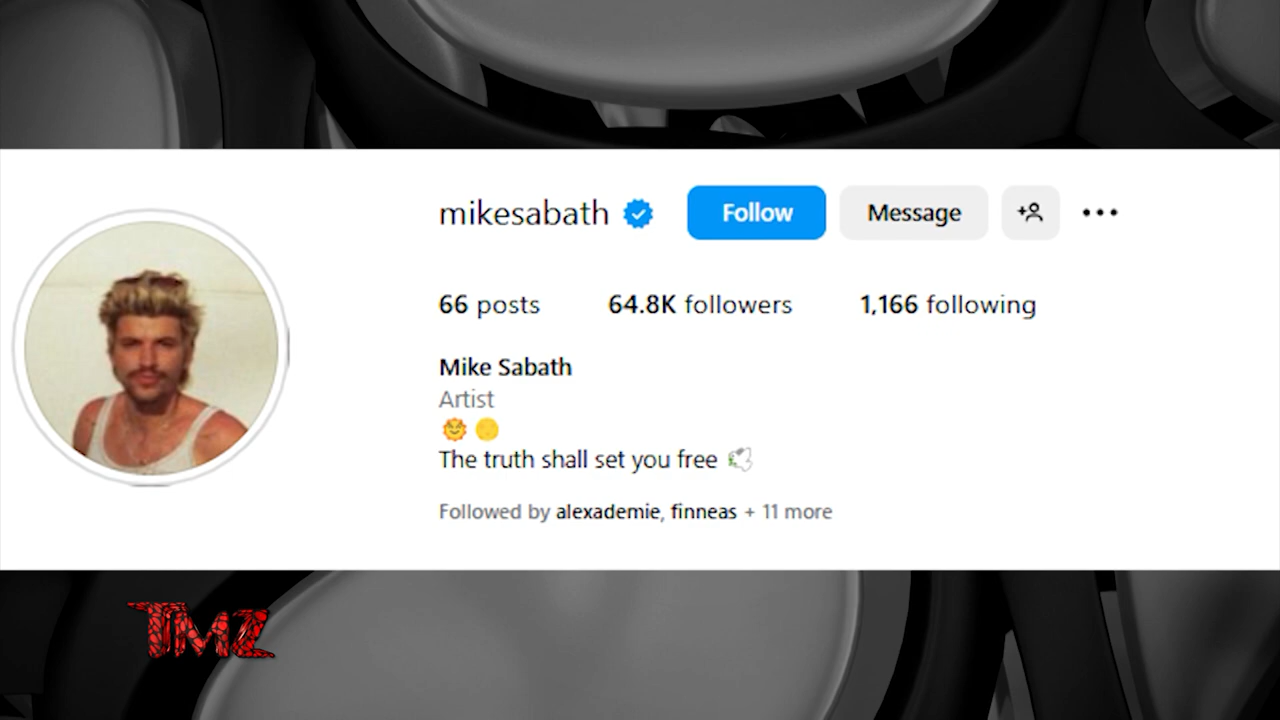 mikesabath
Follow
Message
66 posts
64.8K followers
1,166 following
Mike Sabath
Artist
The truth shall set you free
Followed by alexademie, finneas + 11 more
TMZ